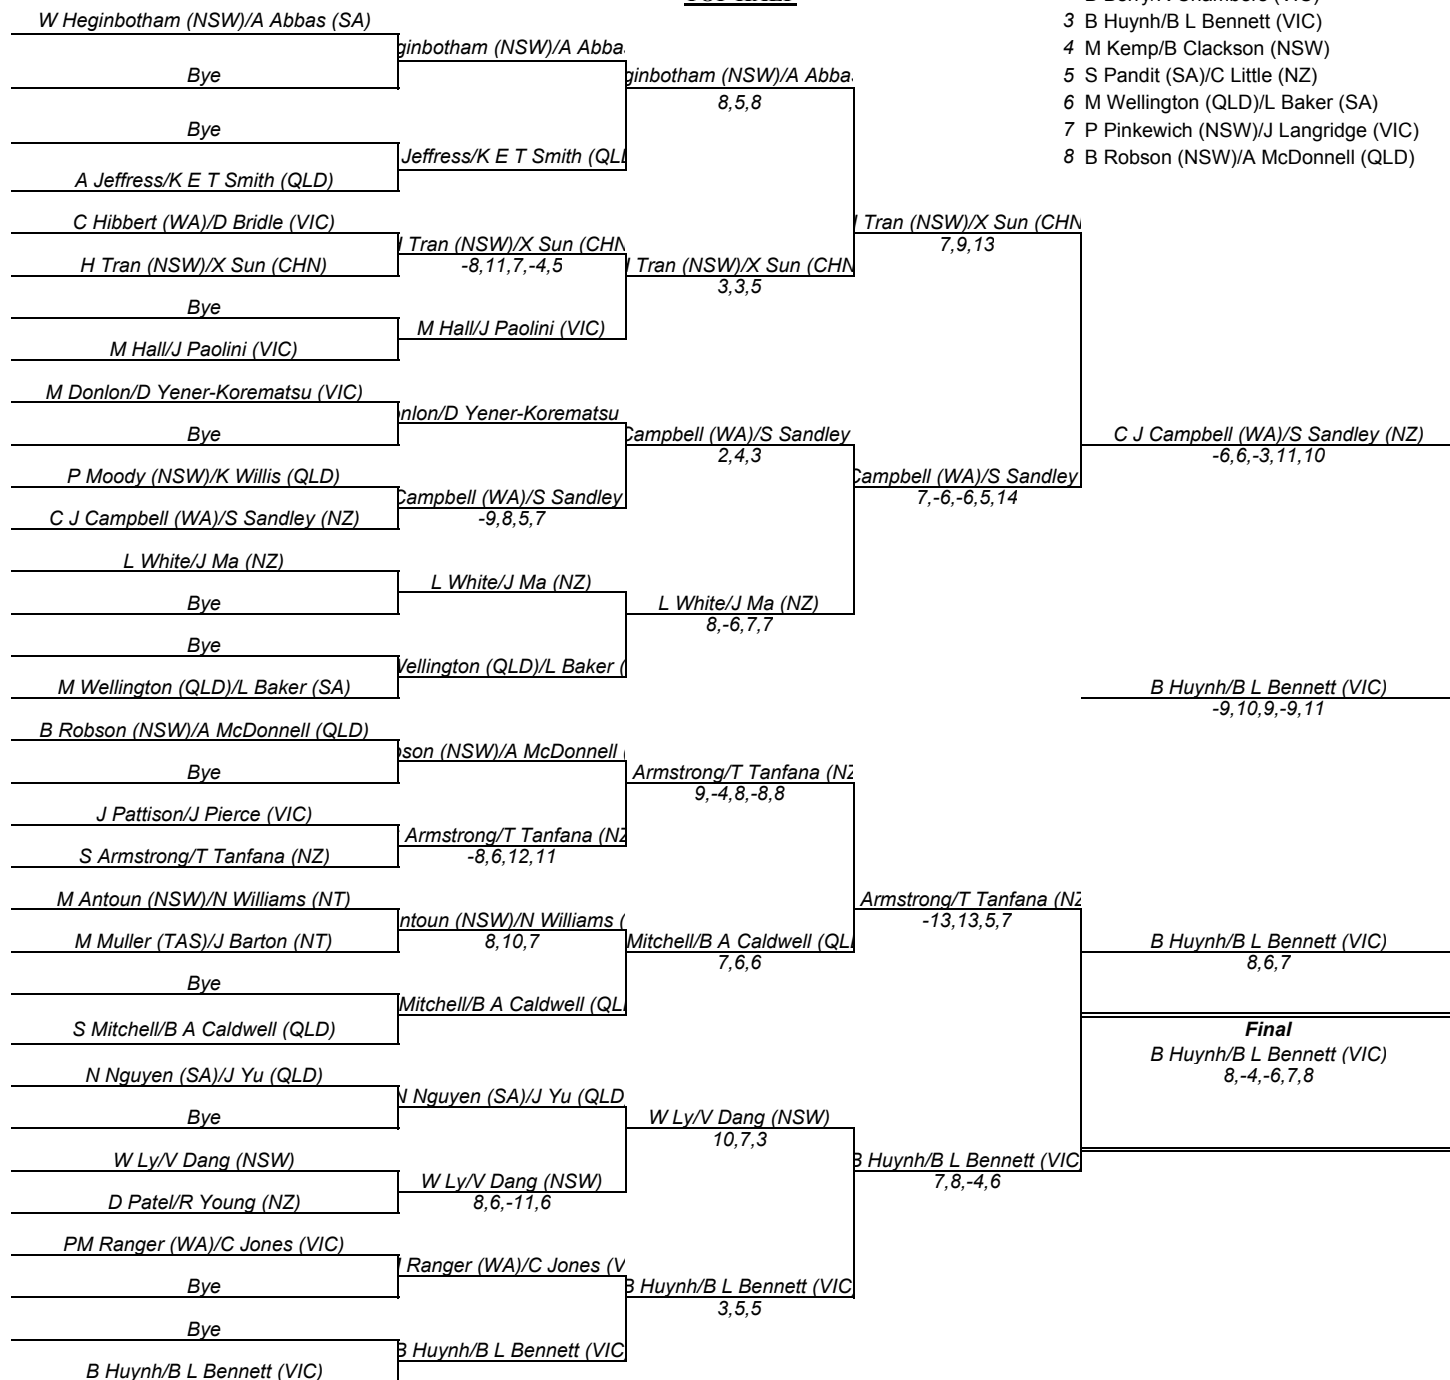 W Heginbotham (NSW)/A Abbas (SA)
Bye
Bye
A Jeffress/K E T Smith (QLD)
C Hibbert (WA)/D Bridle (VIC)
H Tran (NSW)/X Sun (CHN)
Bye
M Hall/J Paolini (VIC)
M Donlon/D Yener-Korematsu (VIC)
Bye
P Moody (NSW)/K Willis (QLD)
C J Campbell (WA)/S Sandley (NZ)
L White/J Ma (NZ)
Bye
Bye
M Wellington (QLD)/L Baker (SA)
B Robson (NSW)/A McDonnell (QLD)
Bye
J Pattison/J Pierce (VIC)
S Armstrong/T Tanfana (NZ)
M Antoun (NSW)/N Williams (NT)
M Muller (TAS)/J Barton (NT)
Bye
S Mitchell/B A Caldwell (QLD)
N Nguyen (SA)/J Yu (QLD)
Bye
W Ly/V Dang (NSW)
D Patel/R Young (NZ)
PM Ranger (WA)/C Jones (VIC)
Bye
Bye
B Huynh/B L Bennett (VIC)
ginbotham (NSW)/A Abba
Jeffress/K E T Smith (QL
Tran (NSW)/X Sun (CHN
-8,11,7,-4,5
M Hall/J Paolini (VIC)
nlon/D Yener-Korematsu
Campbell (WA)/S Sandley
-9,8,5,7
L White/J Ma (NZ)
Wellington (QLD)/L Baker (
son (NSW)/A McDonnell (
Armstrong/T Tanfana (NZ
-8,6,12,11
ntoun (NSW)/N Williams (
8,10,7
Mitchell/B A Caldwell (QL
N Nguyen (SA)/J Yu (QLD
W Ly/V Dang (NSW)
8,6,-11,6
Ranger (WA)/C Jones (V
B Huynh/B L Bennett (VIC
ginbotham (NSW)/A Abba
8,5,8
Tran (NSW)/X Sun (CHN
3,3,5
Campbell (WA)/S Sandley
2,4,3
L White/J Ma (NZ)
8,-6,7,7
Armstrong/T Tanfana (NZ
9,-4,8,-8,8
Mitchell/B A Caldwell (QL
7,6,6
W Ly/V Dang (NSW)
10,7,3
B Huynh/B L Bennett (VIC
3,5,5
Tran (NSW)/X Sun (CHN
7,9,13
Campbell (WA)/S Sandley
7,-6,-6,5,14
Armstrong/T Tanfana (NZ
-13,13,5,7
B Huynh/B L Bennett (VIC
7,8,-4,6
3 B Huynh/B L Bennett (VIC)
4 M Kemp/B Clackson (NSW)
5 S Pandit (SA)/C Little (NZ)
6 M Wellington (QLD)/L Baker (SA)
7 P Pinkewich (NSW)/J Langridge (VIC)
8 B Robson (NSW)/A McDonnell (QLD)
C J Campbell (WA)/S Sandley (NZ)
-6,6,-3,11,10
B Huynh/B L Bennett (VIC)
-9,10,9,-9,11
B Huynh/B L Bennett (VIC)
8,6,7
Final
B Huynh/B L Bennett (VIC)
8,-4,-6,7,8